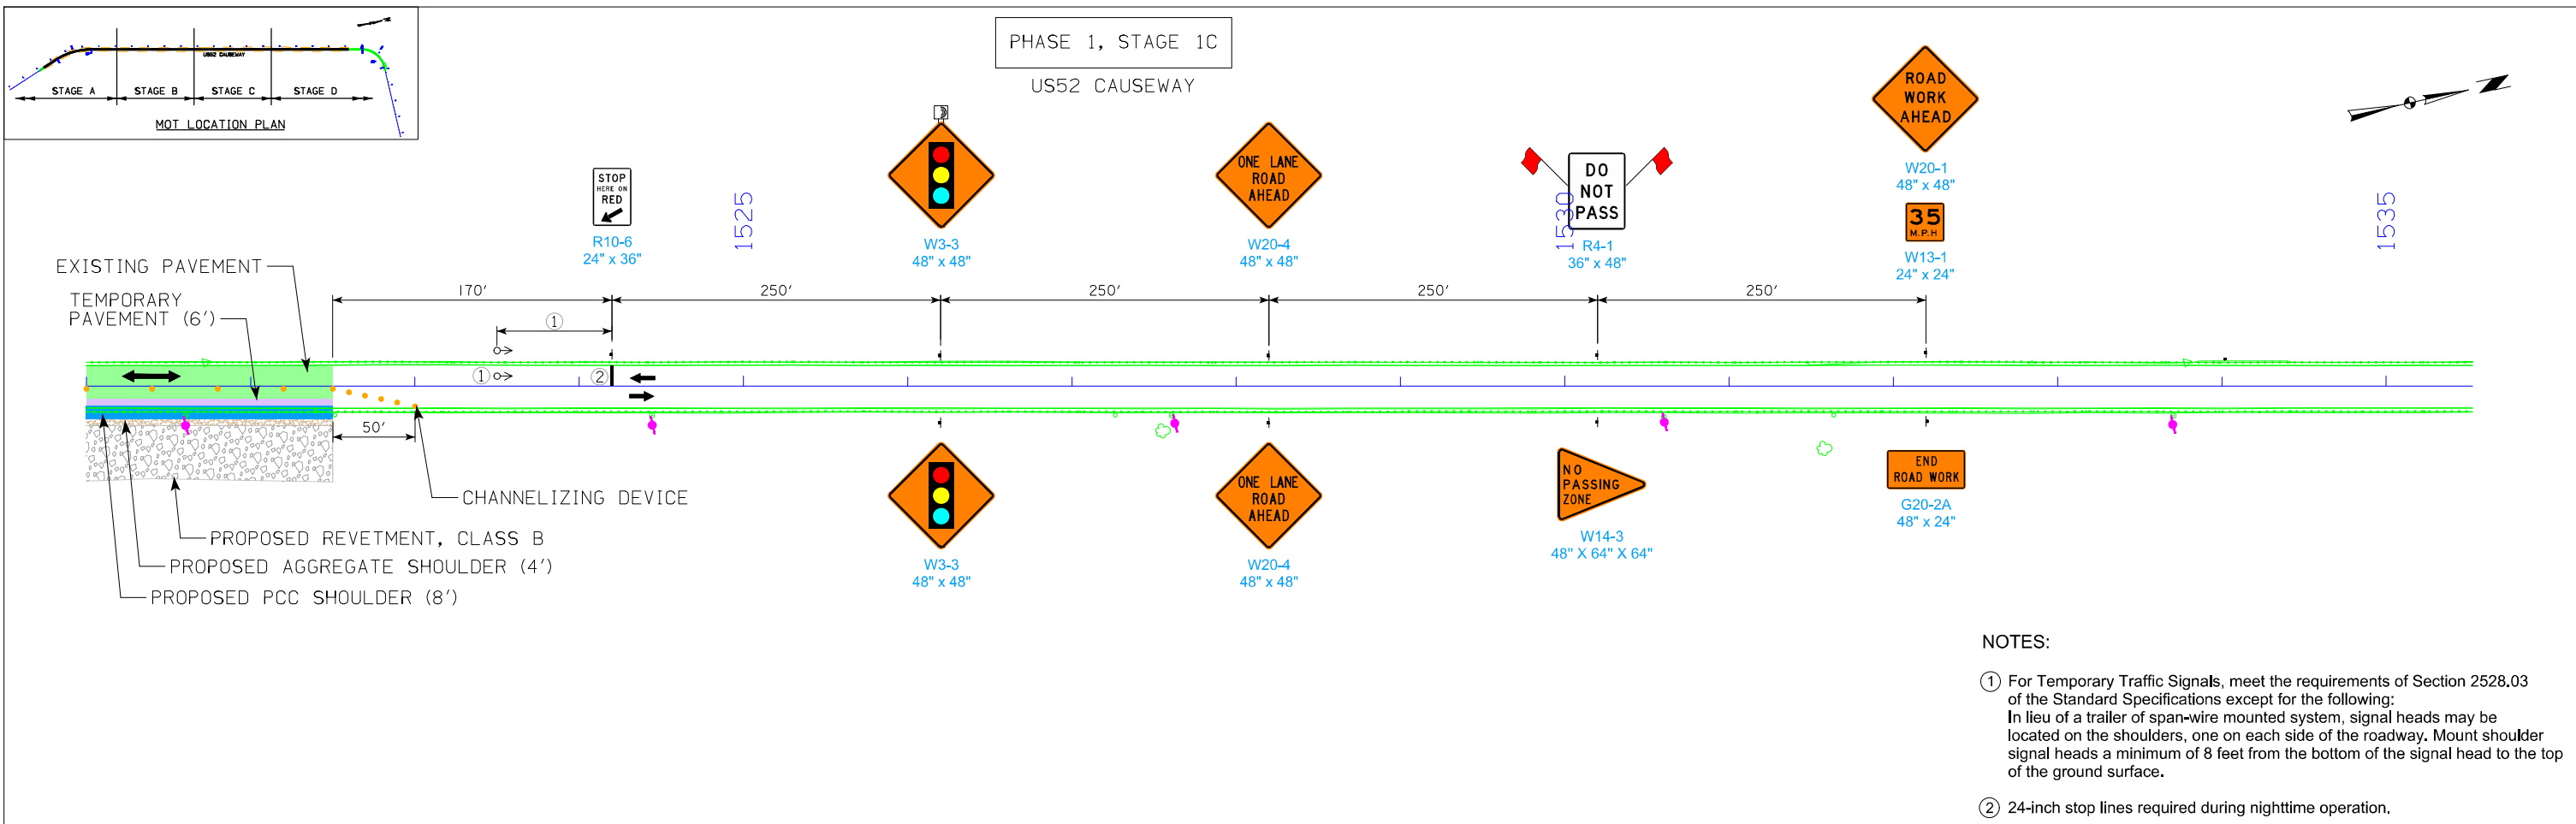 US52 CAUSEWAY
STAGE A
STAGE B
STAGE C
STAGE D
MOT LOCATION PLAN
PHASE 1, STAGE 1C
US52 CAUSEWAY
STOP
HERE ON
RED
R10-6
24" x 36"
1525
W3-3
48" x 48"
ONE LANE
ROAD
AHEAD
W20-4
48" x 48"
DO
NOT
PASS
1530
R4-1
36" x 48"
ROAD
WORK
AHEAD
W20-1
48" x 48"
35
M.P.H
W13-1
24" x 24"
1535
EXISTING PAVEMENT
TEMPORARY
PAVEMENT (6')
170'
250'
250'
250'
250'
1
1
2
50'
CHANNELIZING DEVICE
PROPOSED REVETMENT, CLASS B
PROPOSED AGGREGATE SHOULDER (4')
PROPOSED PCC SHOULDER (8')
W3-3
48" x 48"
ONE LANE
ROAD
AHEAD
W20-4
48" x 48"
NO
PASSING
ZONE
W14-3
48" X 64" X 64"
END
ROAD WORK
G20-2A
48" x 24"
NOTES:
1 For Temporary Traffic Signals, meet the requirements of Section 2528.03
of the Standard Specifications except for the following:
In lieu of a trailer of span-wire mounted system, signal heads may be
located on the shoulders, one on each side of the roadway. Mount shoulder
signal heads a minimum of 8 feet from the bottom of the signal head to the top
of the ground surface.
2 24-inch stop lines required during nighttime operation.